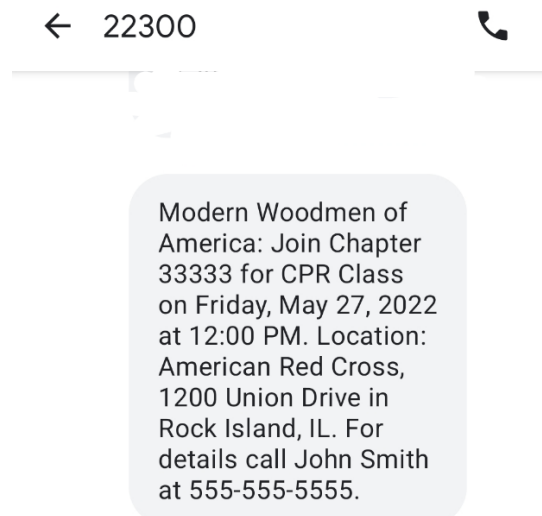 22300
Modern Woodmen of
America: Join Chapter
33333 for CPR Class
on Friday, May 27, 2022
at 12:00 PM. Location:
American Red Cross,
1200 Union Drive in
Rock Island, IL. For
details call John Smith
at 555-555-5555.